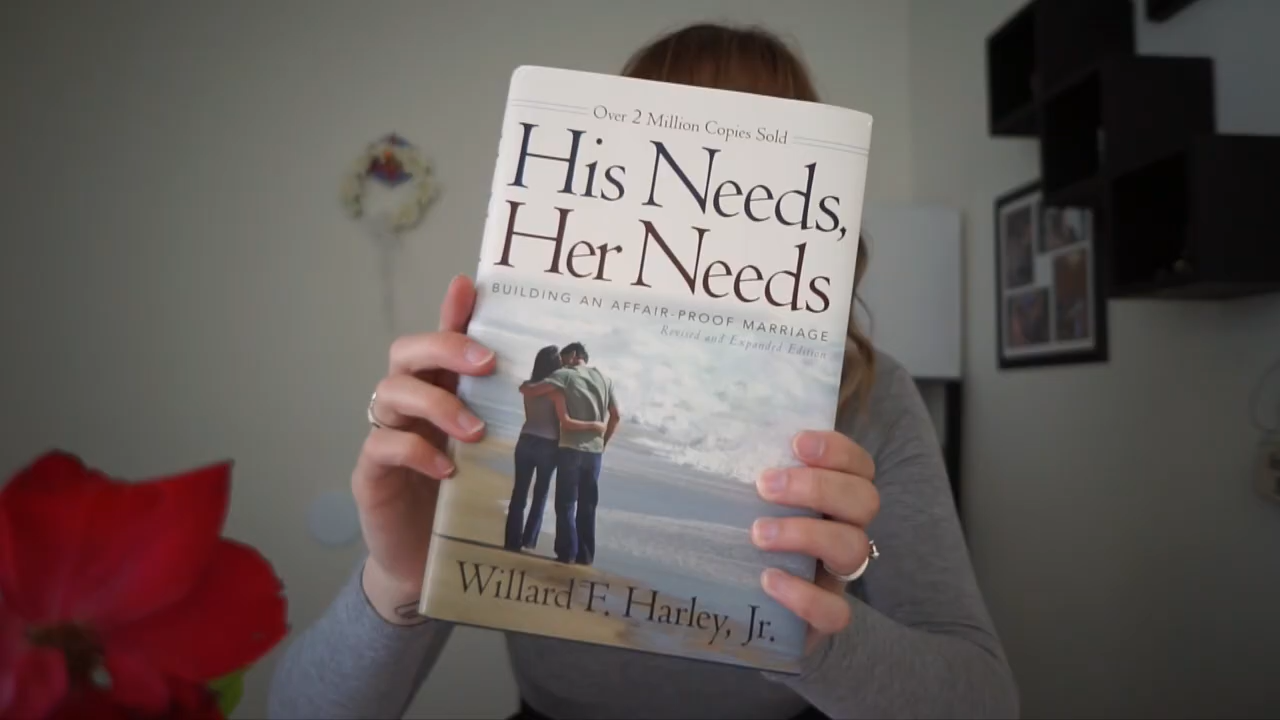 Over 2 Million Copies Sold
His Needs,
Her Needs
BUILDING AN AFFAIR-PROOF MARRIAGE
Revised and Expanded Edition
Willard F. Harley, Jr.